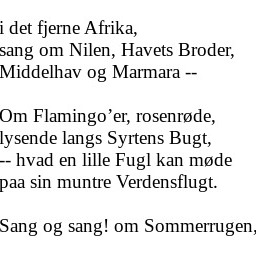 i det fjerne Afrika,
sang om Nilen, Havets Broder,
Middelhav og Marmara --

Om Flamingo’er, rosenrøde,
lysende langs Syrtens Bugt,
-- hvad en lille Fugl kan møde
paa sin muntre Verdensflugt.

Sang og sang! om Sommerrugen,